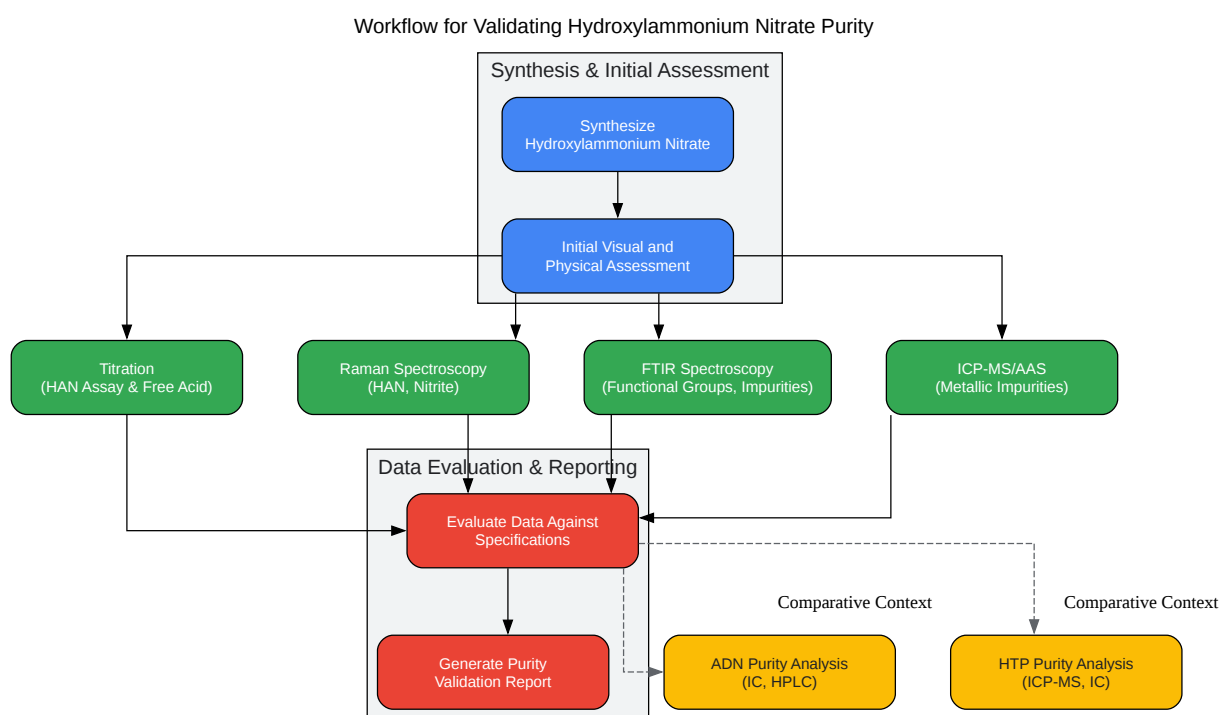 Workflow for Validating Hydroxylammonium Nitrate Purity
Synthesis & Initial Assessment
Synthesize
Hydroxylammonium Nitrate
Initial Visual and
Physical Assessment
Titration
(HAN Assay & Free Acid)
Raman Spectroscopy
(HAN, Nitrite)
FTIR Spectroscopy
(Functional Groups, Impurities)
ICP-MS/AAS
(Metallic Impurities)
Data Evaluation & Reporting
Evaluate Data Against
Specifications
Comparative Context
Comparative Context
Generate Purity
Validation Report
ADN Purity Analysis
(IC, HPLC)
HTP Purity Analysis
(ICP-MS, IC)